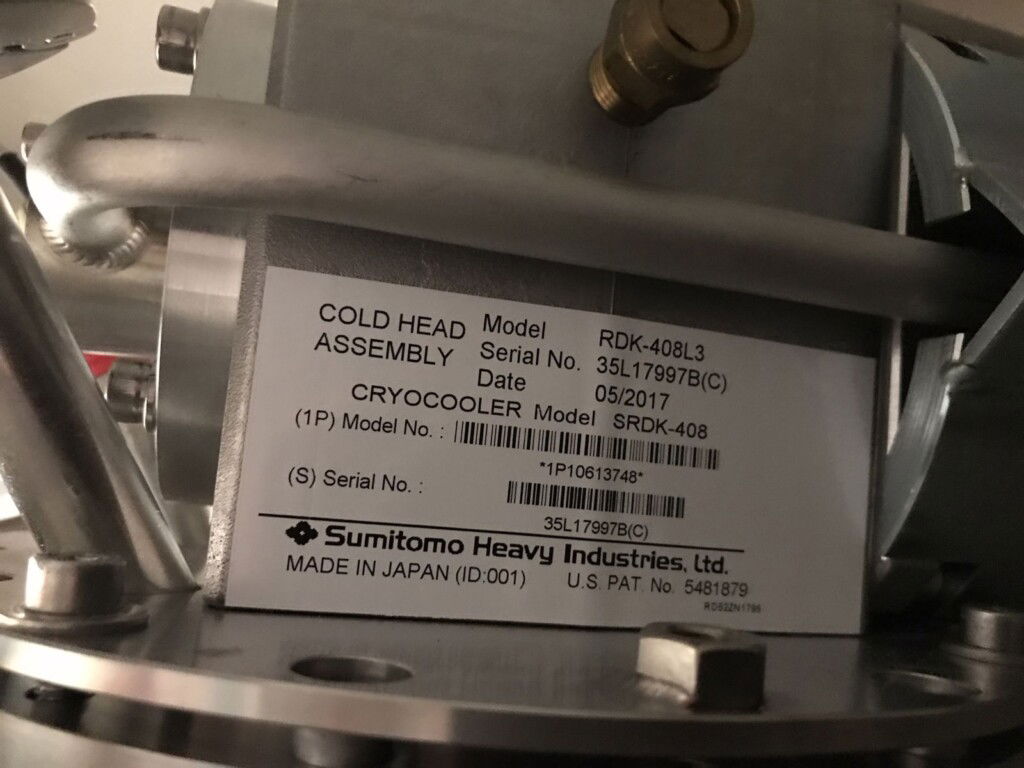 COLD HEAD ASSEMBLY
Model RDK-408L3
Serial No. 35L17997B(C)
Date 05/2017
CRYOCOOLER Model SRDK-408
(1P) Model No. :
*1P10613748*
(S) Serial No. :
35L17997B(C)
Sumitomo Heavy Industries, Ltd.
MADE IN JAPAN (ID:001) U.S. PAT. No. 5481879